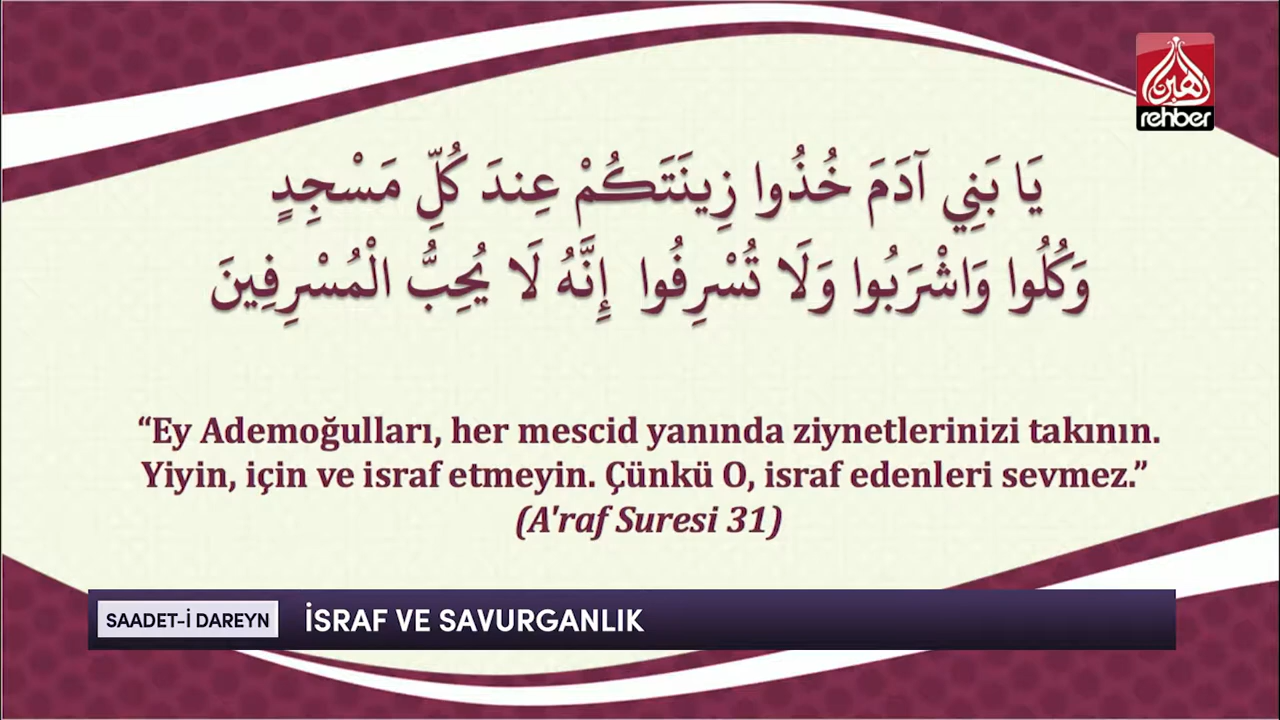 رهبر
rehber
يَا بَنِي آدَمَ خُذُوا زِينَتَكُمْ عِندَ كُلِّ مَسْجِدٍ
وَكُلُوا وَاشْرَبُوا وَلَا تُسْرِفُوا إِنَّهُ لَا يُحِبُّ الْمُسْرِفِينَ
“Ey Ademoğulları, her mescid yanında ziynetlerinizi takının.
Yiyin, için ve israf etmeyin. Çünkü O, israf edenleri sevmez.”
(A'raf Suresi 31)
SAADET-İ DAREYN
İSRAF VE SAVURGANLIK